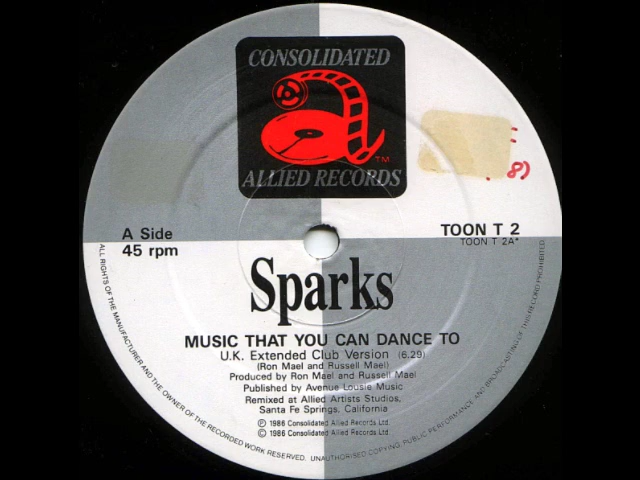 CONSOLIDATED
a
TM
ALLIED RECORDS
8)
A Side
45 rpm
TOON T 2
TOON T 2A*
Sparks
MUSIC THAT YOU CAN DANCE TO
U.K. Extended Club Version (6.29)
(Ron Mael and Russell Mael)
Produced by Ron Mael and Russell Mael
Published by Avenue Lousie Music
Remixed at Allied Artists Studios,
Santa Fe Springs, California
Ⓟ 1986 Consolidated Allied Records Ltd.
© 1986 Consolidated Allied Records Ltd.
ALL RIGHTS OF THE MANUFACTURER AND THE OWNER OF THE RECORDED WORK RESERVED. UNAUTHORISED COPYING, PUBLIC PERFORMANCE AND BROADCASTING OF THIS RECORD PROHIBITED.